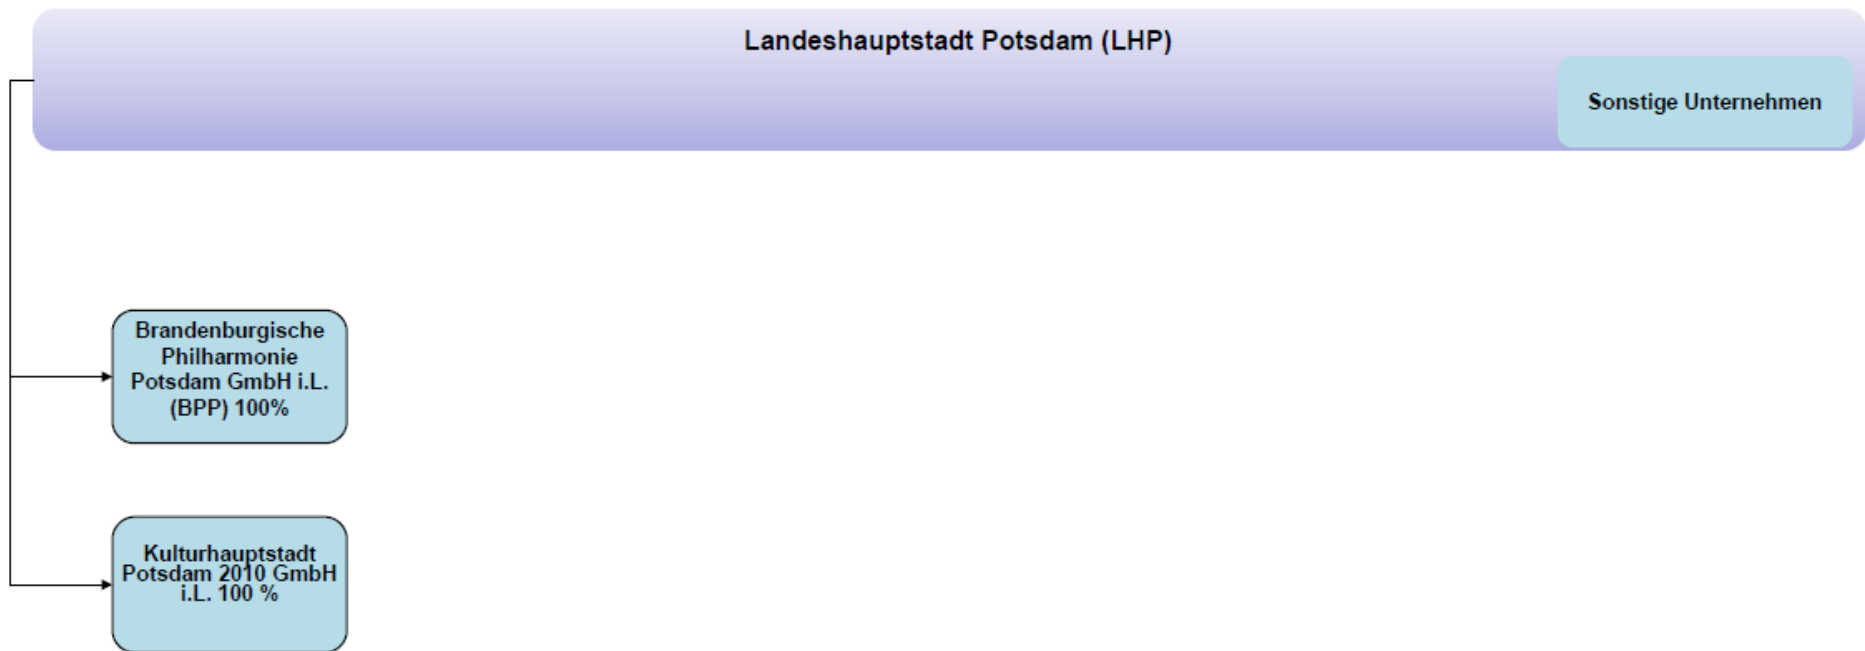 Landeshauptstadt Potsdam (LHP)
Sonstige Unternehmen
Brandenburgische
Philharmonie
Potsdam GmbH i.L.
(BPP) 100%
Kulturhauptstadt
Potsdam 2010 GmbH
i.L. 100 %